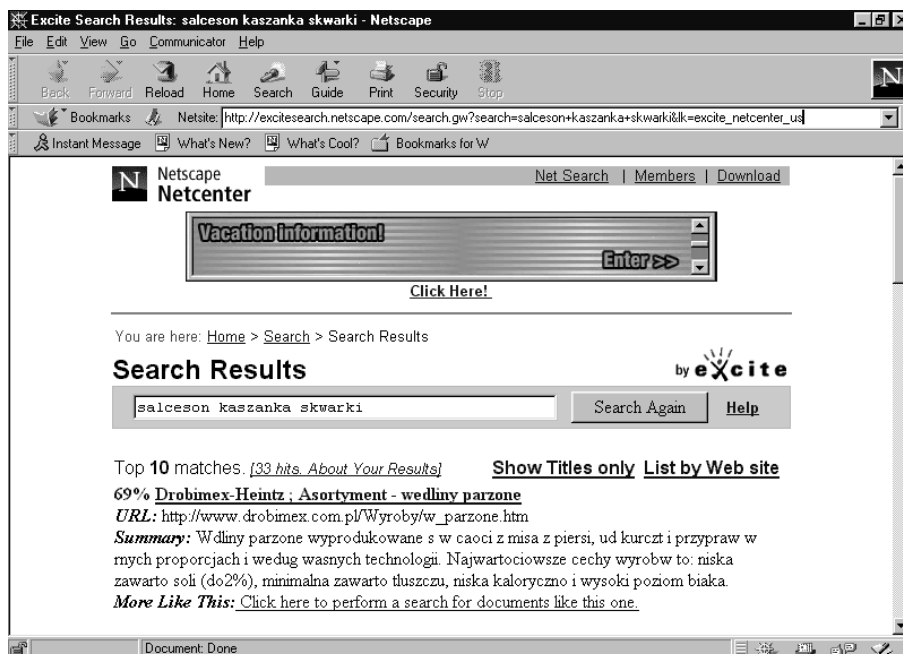 Excite Search Results: salceson kaszanka skwarki - Netscape
File Edit View Go Communicator Help
Back Forward Reload Home Search Guide Print Security Stop
N
Bookmarks Netsite: http://excitesearch.netscape.com/search.gw?search=salceson+kaszanka+skwarki&lk=excite_netcenter_us
Instant Message What's New? What's Cool? Bookmarks for W
N Netscape Netcenter
Net Search | Members | Download
Vacation information!
Enter >>
Click Here!
You are here: Home > Search > Search Results
Search Results by excite
salceson kaszanka skwarki Search Again Help
Top 10 matches. [33 hits. About Your Results] Show Titles only List by Web site
69% Drobimex-Heintz ; Asortyment - wedliny parzone
URL: http://www.drobimex.com.pl/Wyroby/w_parzone.htm
Summary: Wdliny parzone wyprodukowane s w caoci z misa z piersi, ud kurczt i przypraw w
rnych proporcjach i wedug wasnych technologii. Najwartociowsze cechy wyrobw to: niska
zawarto soli (do2%), minimalna zawarto tluszczu, niska kaloryczno i wysoki poziom biaka.
More Like This: Click here to perform a search for documents like this one.
Document: Done